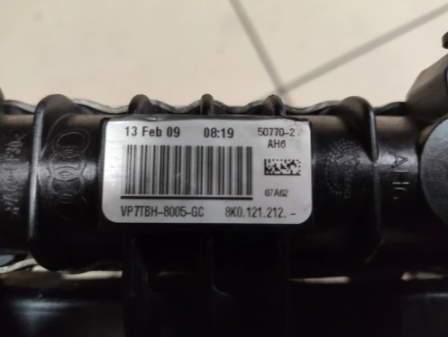 13 Feb 09 08:19 50770-2
AH6
07A62
VP7TBH-8005-GC 8K0.121.212.-